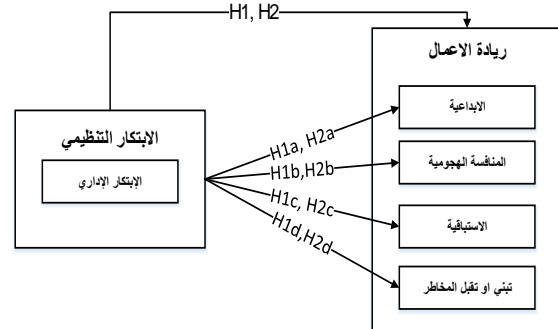 H1, H2
ريادة الاعمال
الابتكار التنظيمي
الإبتكار الإداري
H1a, H2a
H1b,H2b
H1c, H2c
H1d,H2d
الابداعية
المنافسة الهجومية
الاستباقية
تبني او تقبل المخاطر